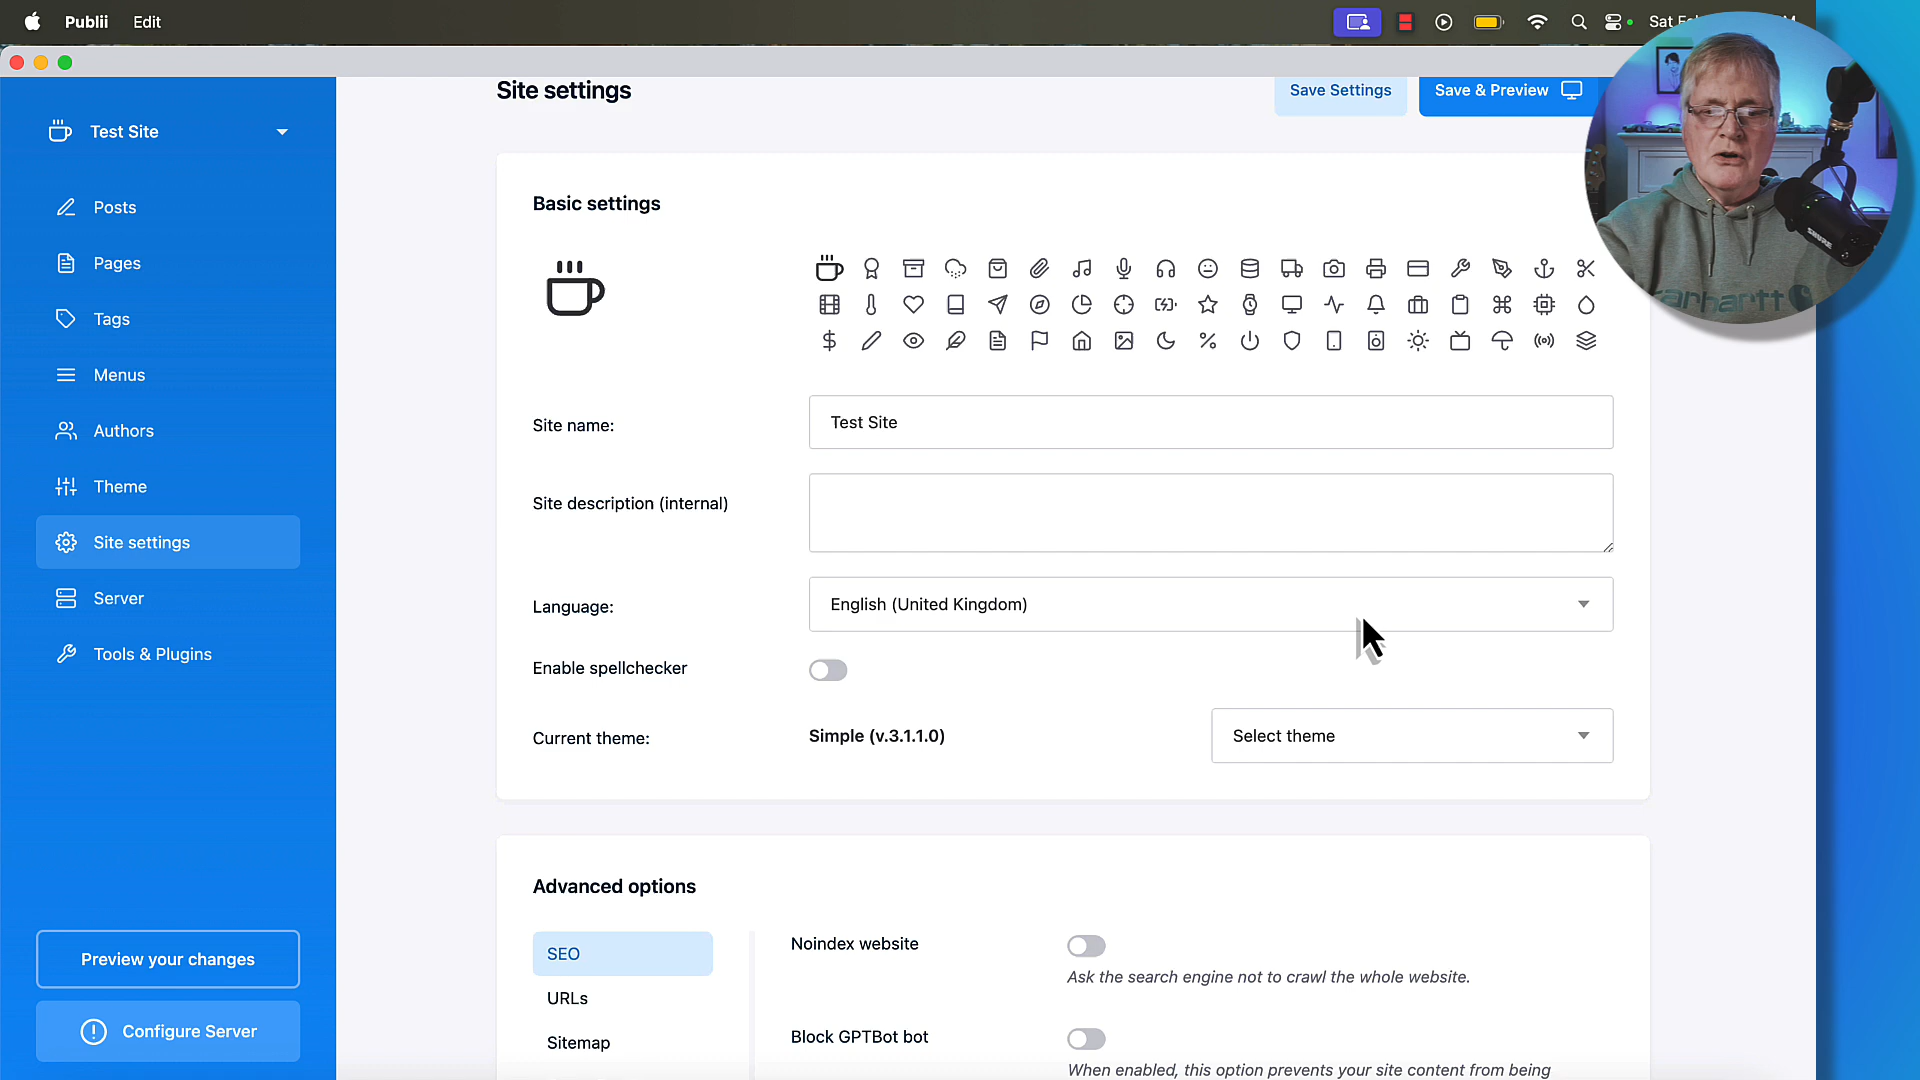 Publii Edit
Sat
Site settings
Save Settings
Save & Preview
Test Site
Posts
Pages
Tags
Menus
Authors
Theme
Site settings
Server
Tools & Plugins
Preview your changes
Configure Server
Basic settings
Site name:
Test Site
Site description (internal)
Language:
English (United Kingdom)
Enable spellchecker
Current theme:
Simple (v.3.1.1.0)
Select theme
Advanced options
SEO
URLs
Sitemap
Noindex website
Ask the search engine not to crawl the whole website.
Block GPTBot bot
When enabled, this option prevents your site content from being
SHURE